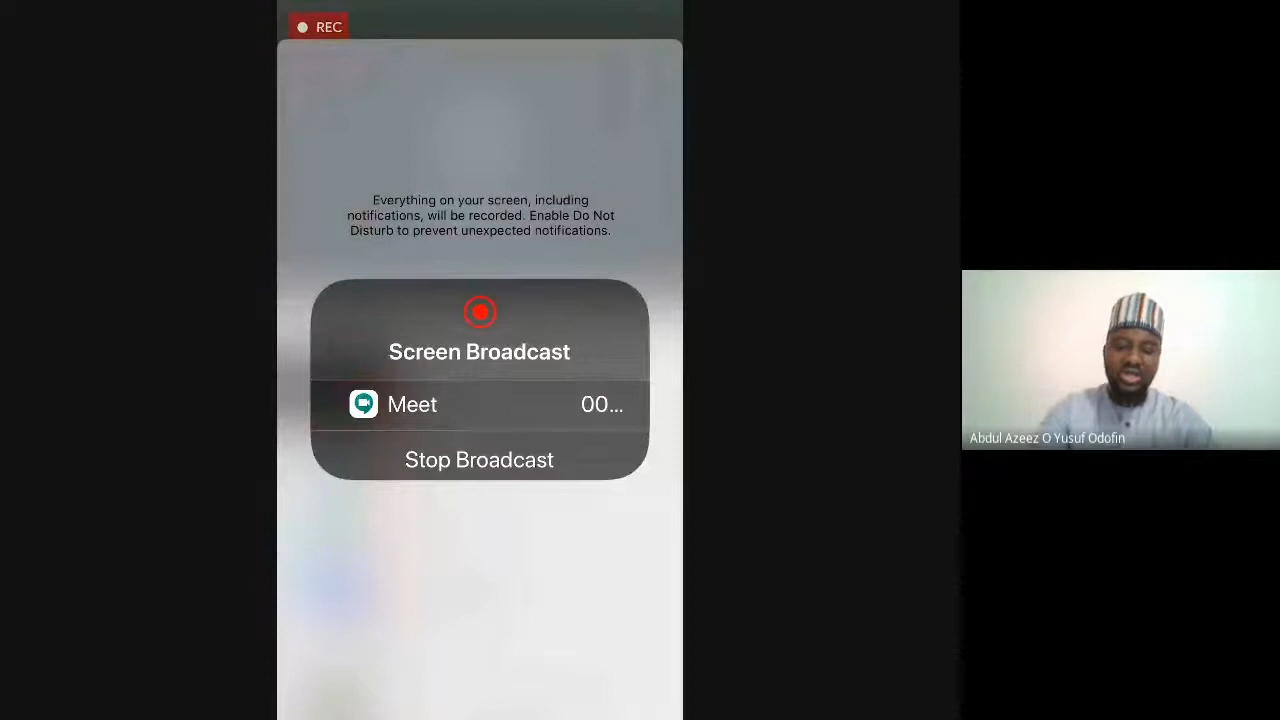 REC
Everything on your screen, including
notifications, will be recorded. Enable Do Not
Disturb to prevent unexpected notifications.
Screen Broadcast
Meet 00...
Stop Broadcast
Abdul Azeez O Yusuf Odofin